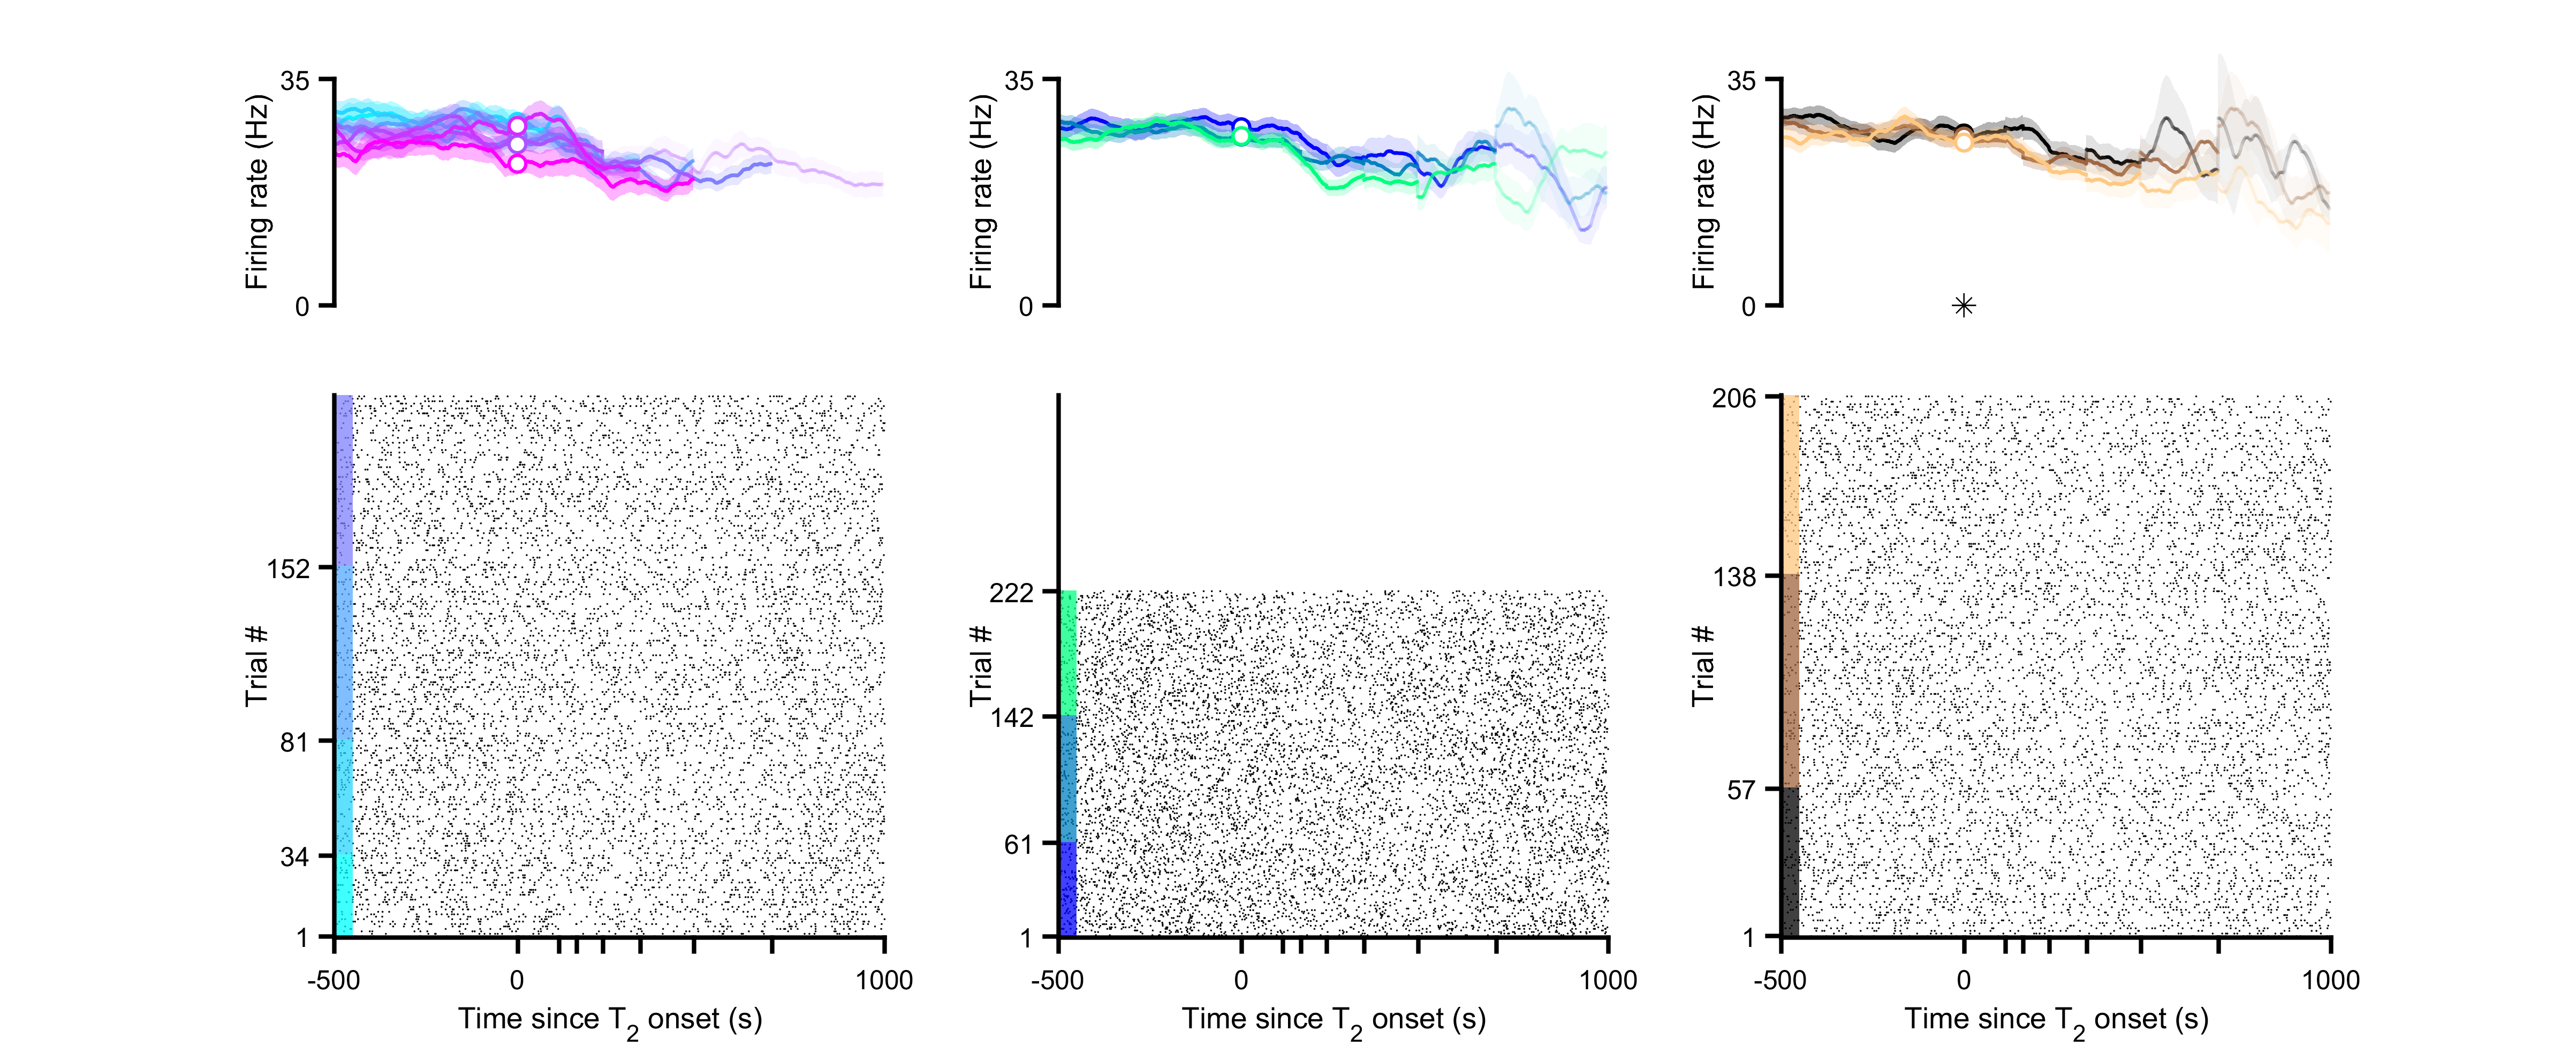 35
Firing rate (Hz)
0
35
Firing rate (Hz)
0
35
Firing rate (Hz)
0
152
81
34
1
Trial #
-500 0 1000
Time since T2 onset (s)
222
142
61
1
Trial #
-500 0 1000
Time since T2 onset (s)
206
138
57
1
Trial #
-500 0 1000
Time since T2 onset (s)